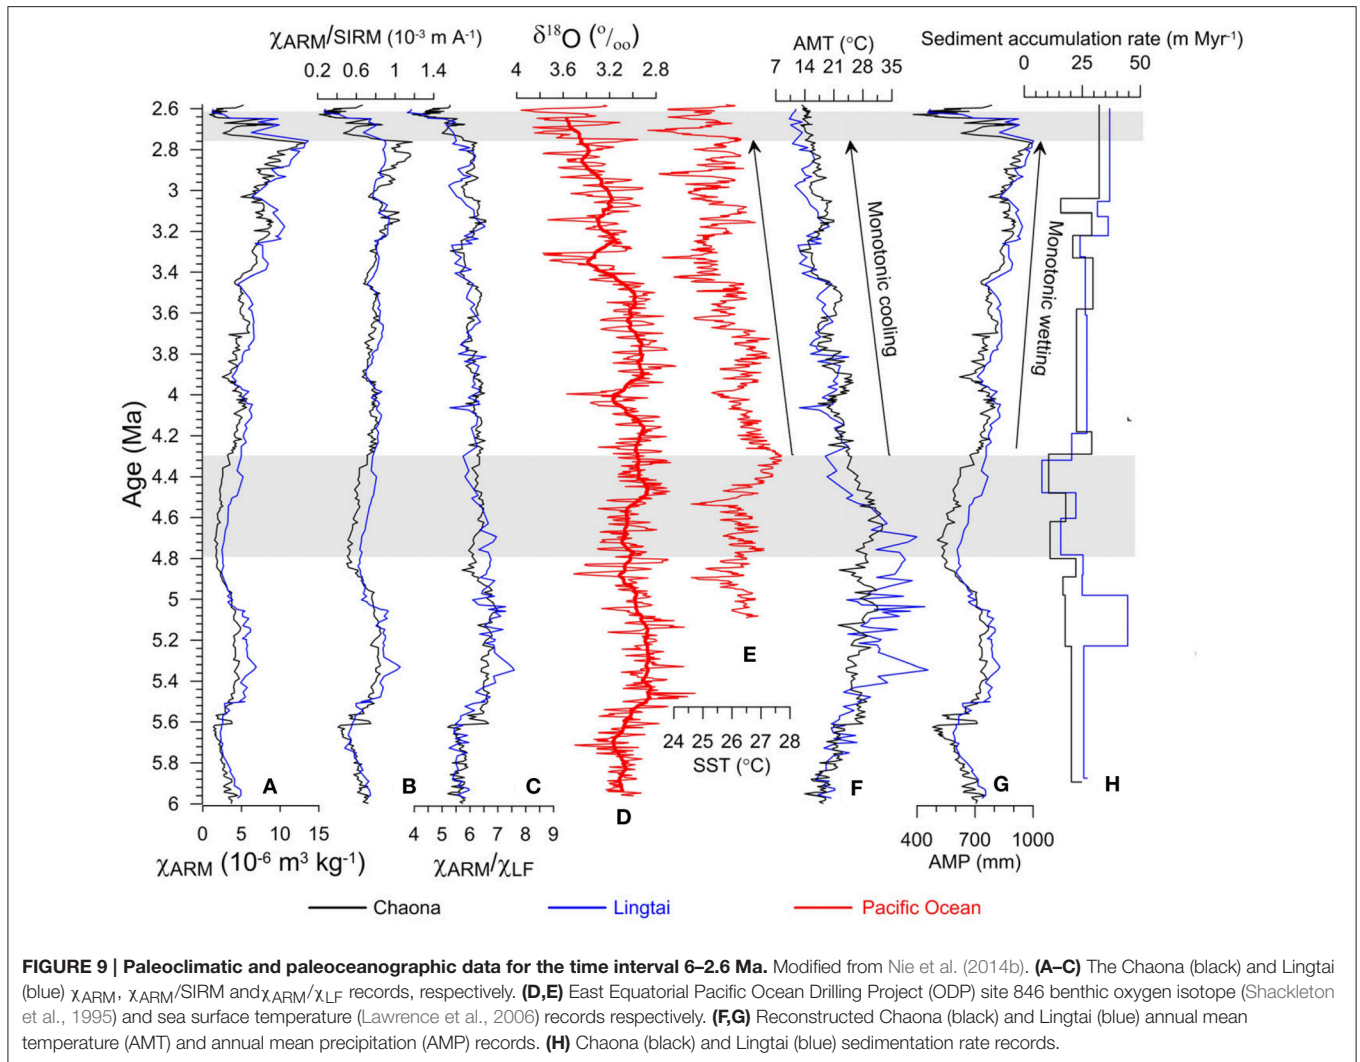 χARM/SIRM (10-3 m A-1)
δ18O (o/oo)
AMT (°C)
Sediment accumulation rate (m Myr-1)
0.2 0.6 1 1.4
4 3.6 3.2 2.8
7 14 21 28 35
0 25 50
2.6
2.8
3
3.2
3.4
3.6
3.8
4
4.2
4.4
4.6
4.8
5
5.2
5.4
5.6
5.8
6
Age (Ma)
Monotonic cooling
Monotonic wetting
A
B
C
D
E
F
G
H
24 25 26 27 28
SST (°C)
0 5 10 15
χARM (10-6 m3 kg-1)
4 5 6 7 8 9
χARM/χLF
400 700 1000
AMP (mm)
Chaona Lingtai Pacific Ocean
FIGURE 9 | Paleoclimatic and paleoceanographic data for the time interval 6–2.6 Ma. Modified from Nie et al. (2014b). (A–C) The Chaona (black) and Lingtai
(blue) χARM, χARM/SIRM andχARM/χLF records, respectively. (D,E) East Equatorial Pacific Ocean Drilling Project (ODP) site 846 benthic oxygen isotope (Shackleton
et al., 1995) and sea surface temperature (Lawrence et al., 2006) records respectively. (F,G) Reconstructed Chaona (black) and Lingtai (blue) annual mean
temperature (AMT) and annual mean precipitation (AMP) records. (H) Chaona (black) and Lingtai (blue) sedimentation rate records.